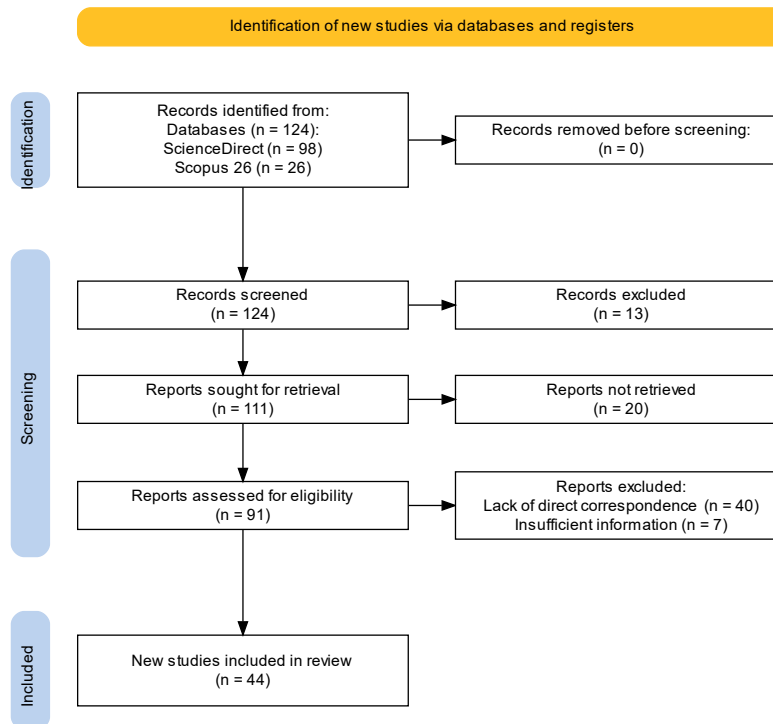 Identification of new studies via databases and registers
Identification
Records identified from:
Databases (n = 124):
ScienceDirect (n = 98)
Scopus 26 (n = 26)
Records removed before screening:
(n = 0)
Screening
Records screened
(n = 124)
Records excluded
(n = 13)
Reports sought for retrieval
(n = 111)
Reports not retrieved
(n = 20)
Reports assessed for eligibility
(n = 91)
Reports excluded:
Lack of direct correspondence (n = 40)
Insufficient information (n = 7)
Included
New studies included in review
(n = 44)